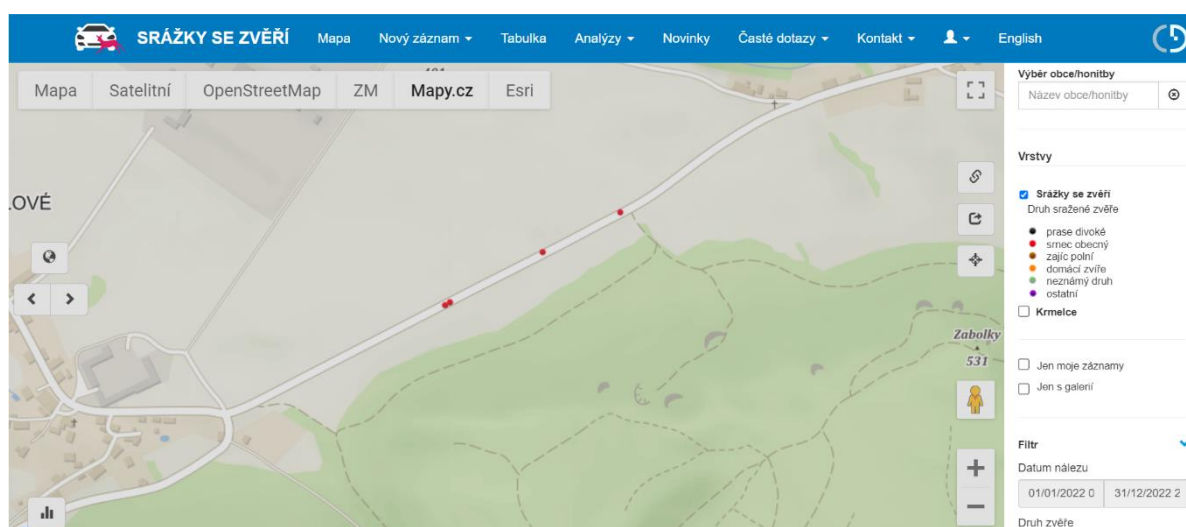 SRÁŽKY SE ZVĚŘÍ Mapa Nový záznam Tabulka Analýzy Novinky Časté dotazy Kontakt English
Mapa Satelitní OpenStreetMap ZM Mapy.cz Esri
LOVÉ
Zabolky
531
Výběr obce/honitby
Název obce/honitby
Vrstvy
Srážky se zvěří
Druh sražené zvěře
prase divoké
srnec obecný
zajíc polní
domácí zvíře
neznámý druh
ostatní
Krmelce
Jen moje záznamy
Jen s galerií
Filtr
Datum nálezu
01/01/2022 0 31/12/2022 2
Druh zvěře